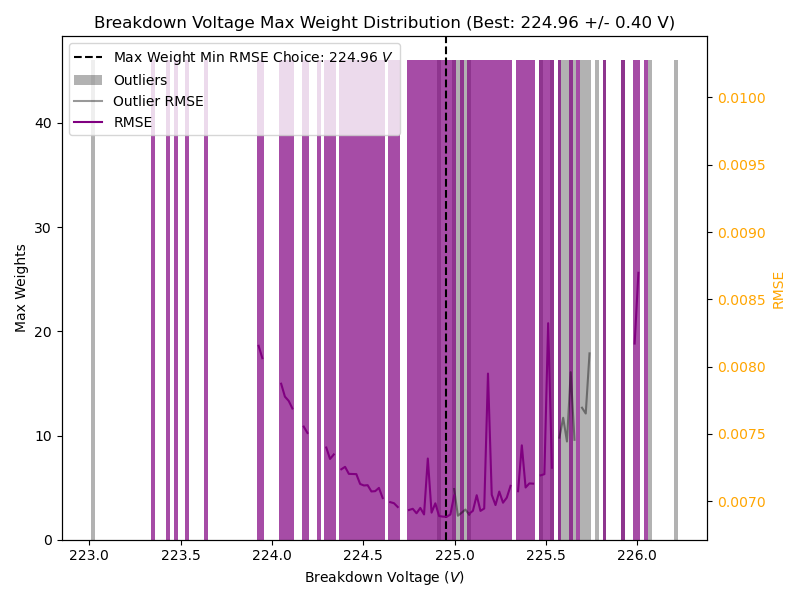 Breakdown Voltage Max Weight Distribution (Best: 224.96 +/- 0.40 V)
Max Weight Min RMSE Choice: 224.96 V
Outliers
Outlier RMSE
RMSE
Max Weights
40
30
20
10
0
0.0100
0.0095
0.0090
0.0085
0.0080
0.0075
0.0070
RMSE
223.0 223.5 224.0 224.5 225.0 225.5 226.0
Breakdown Voltage (V)